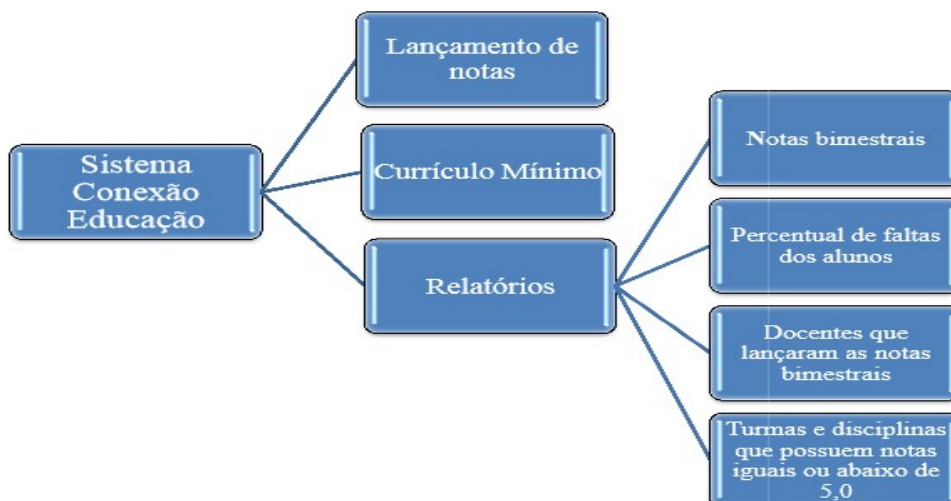 Sistema
Conexão
Educação
Lançamento de
notas
Currículo Mínimo
Relatórios
Notas bimestrais
Percentual de faltas
dos alunos
Docentes que
lançaram as notas
bimestrais
Turmas e disciplinas
que possuem notas
iguais ou abaixo de
5,0